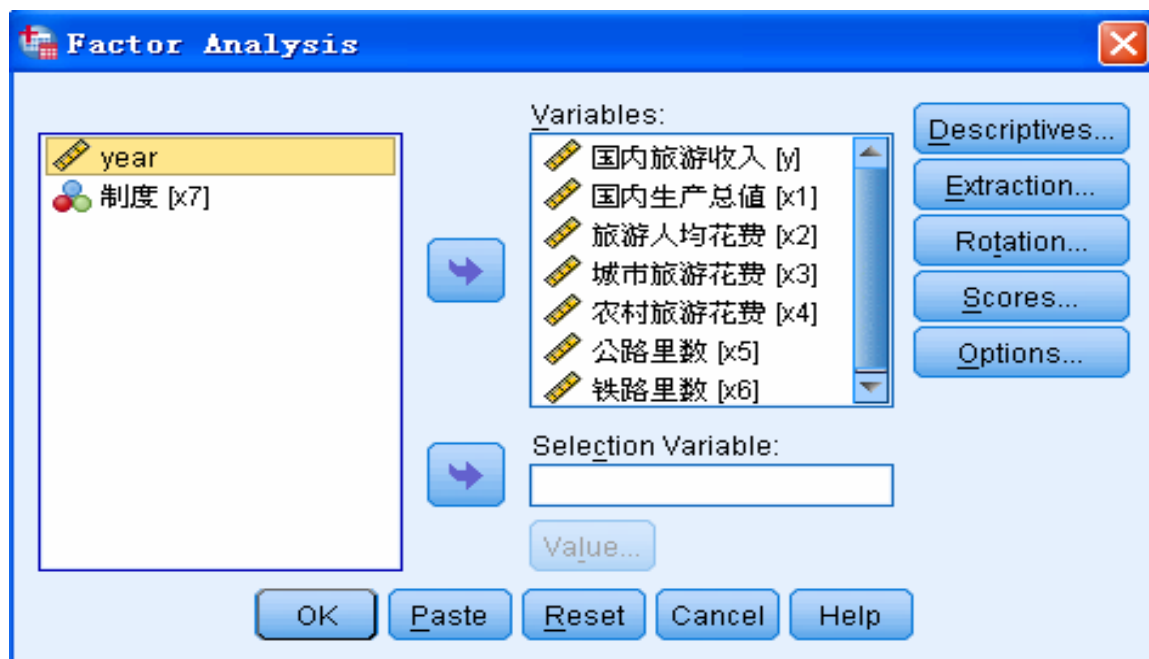 Factor Analysis
year
制度 [x7]
Variables:
国内旅游收入 [y]
国内生产总值 [x1]
旅游人均花费 [x2]
城市旅游花费 [x3]
农村旅游花费 [x4]
公路里数 [x5]
铁路里数 [x6]
Selection Variable:
Value...
Descriptives...
Extraction...
Rotation...
Scores...
Options...
OK
Paste
Reset
Cancel
Help